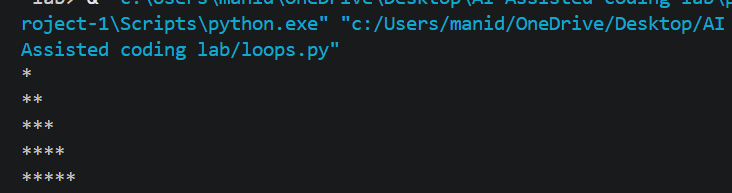 roject-1\Scripts\python.exe" "c:/Users/manid/OneDrive/Desktop/AI
Assisted coding lab/loops.py"
*
**
***
****
*****